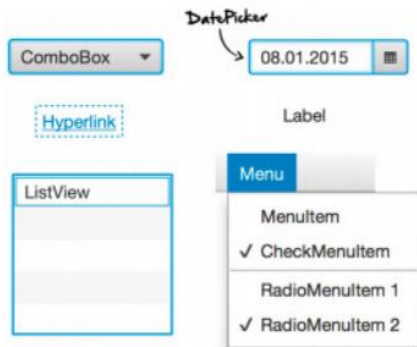 DatePicker
ComboBox
08.01.2015
Hyperlink
Label
ListView
Menu
MenuItem
✓ CheckMenuItem
RadioMenuItem 1
✓ RadioMenuItem 2